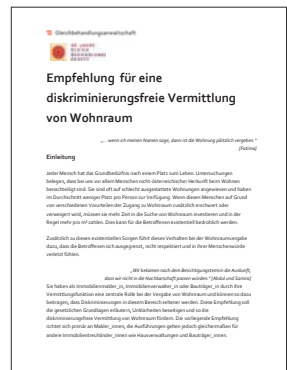 Gleichbehandlungsanwaltschaft
Empfehlung für eine
diskriminierungsfreie Vermittlung
von Wohnraum
„... wenn ich meinen Namen sage, dann ist die Wohnung plötzlich vergeben.“
[Fatima]
Einleitung
Jeder Mensch hat das Grundbedürfnis nach einem Platz zum Leben. Untersuchungen
belegen, dass bei uns vor allem Menschen nicht-österreichischer Herkunft beim Wohnen
benachteiligt sind. Sie sind oft auf schlecht ausgestattete Wohnungen angewiesen und haben
im Durchschnitt weniger Platz pro Person zur Verfügung. Wenn diesen Menschen auf Grund
von verschiedenen Vorurteilen der Zugang zu Wohnraum zusätzlich erschwert oder
verweigert wird, müssen sie mehr Zeit in die Suche von Wohnraum investieren und in der
Regel mehr pro m² zahlen. Dies kann für die Betroffenen existentiell bedrohlich werden.
Zusätzlich zu diesen existentiellen Sorgen führt dieses Verhalten bei der Wohnraumvergabe
dazu, dass die Betroffenen sich ausgegrenzt, nicht respektiert und in ihrer Menschenwürde
verletzt fühlen.
„Wir bekamen nach dem Besichtigungstermin die Auskunft,
dass wir nicht in die Nachbarschaft passen würden.“ [Abdul und Samira]
Sie haben als Immobilienmakler_in, Immobilienverwalter_in oder Bauträger_in durch ihre
Vermittlungsfunktion eine zentrale Rolle bei der Vergabe von Wohnraum und können so dazu
beitragen, dass Diskriminierungen in diesem Bereich seltener werden. Diese Empfehlung soll
die gesetzlichen Grundlagen erläutern, Unklarheiten beseitigen und so die
diskriminierungsfreie Vermittlung von Wohnraum fördern. Die vorliegende Empfehlung
richtet sich primär an Makler_innen, die Ausführungen gelten jedoch gleichermaßen für
andere Immobilientreuhänder_innen wie Hausverwaltungen und Bauträger_innen.